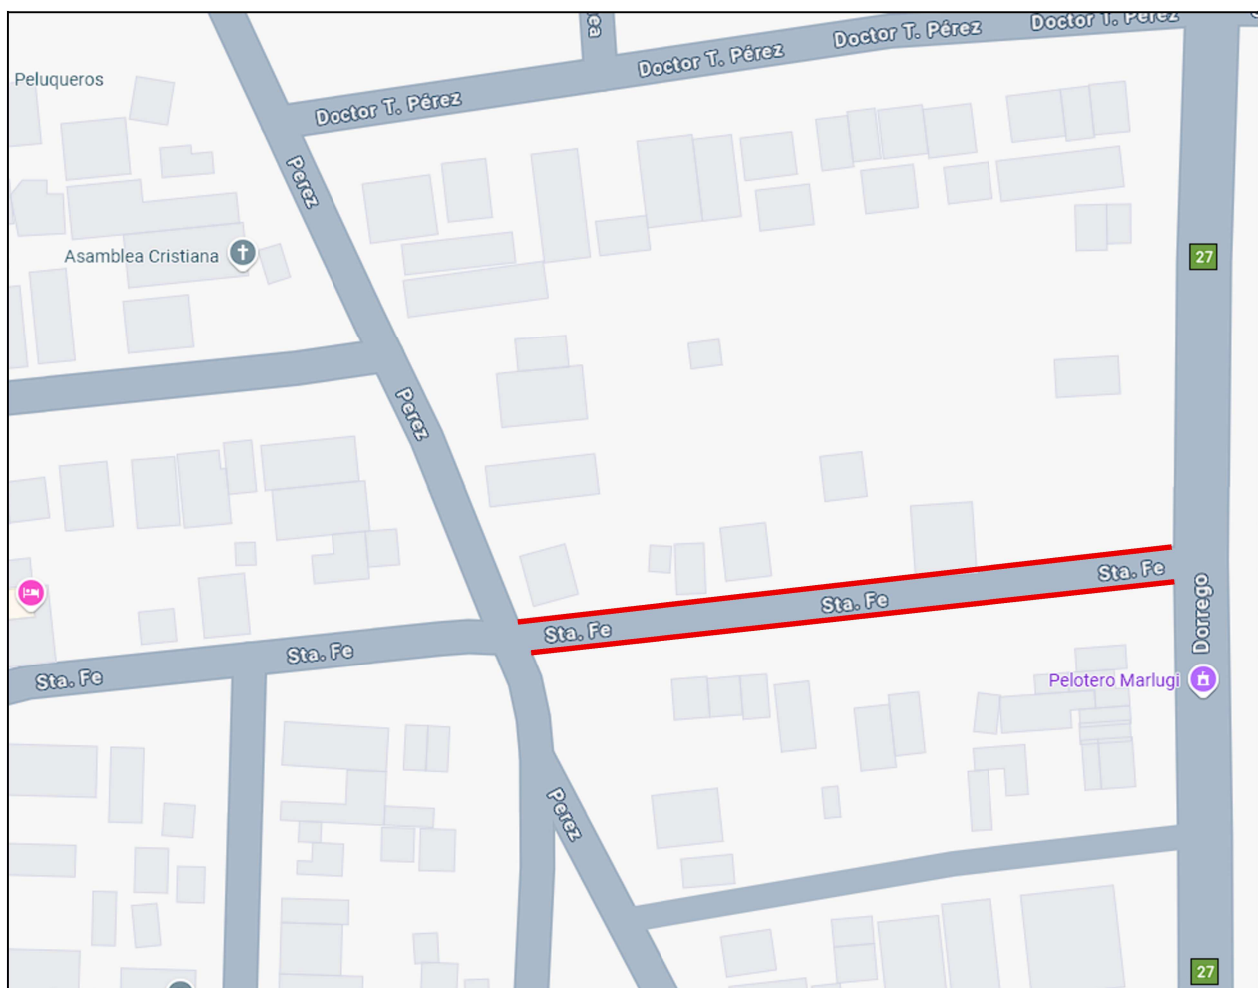 Doctor T. Pérez
Doctor T. Pérez
Doctor T. Pérez
Doctor T. Pérez
Peluqueros
Perez
Asamblea Cristiana
27
Perez
Sta. Fe
Sta. Fe
Sta. Fe
Dorrego
Sta. Fe
Sta. Fe
Pelotero Marlugi
Perez
27